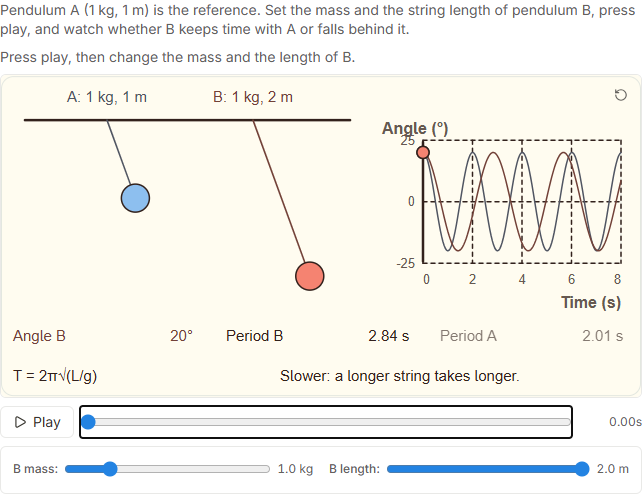 Pendulum A (1 kg, 1 m) is the reference. Set the mass and the string length of pendulum B, press
play, and watch whether B keeps time with A or falls behind it.
Press play, then change the mass and the length of B.
A: 1 kg, 1 m
B: 1 kg, 2 m
Angle (°)
25
0
-25
0 2 4 6 8
Time (s)
Angle B 20° Period B 2.84 s Period A 2.01 s
T = 2π√(L/g) Slower: a longer string takes longer.
Play 0.00s
B mass: 1.0 kg B length: 2.0 m